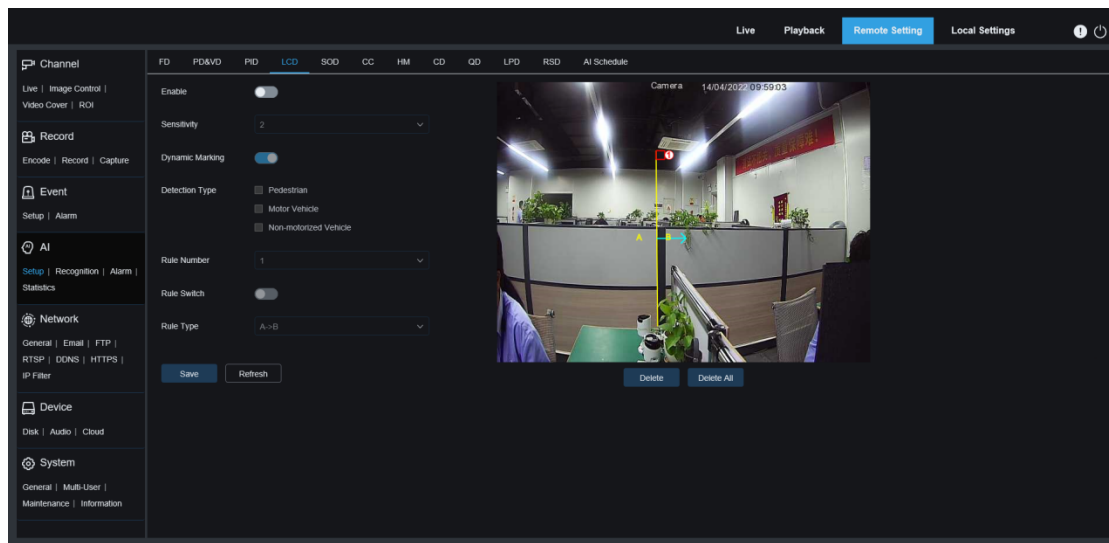 Live Playback Remote Setting Local Settings
Channel
Live | Image Control |
Video Cover | ROI
Record
Encode | Record | Capture
Event
Setup | Alarm
AI
Setup | Recognition | Alarm |
Statistics
Network
General | Email | FTP |
RTSP | DDNS | HTTPS |
IP Filter
Device
Disk | Audio | Cloud
System
General | Multi-User |
Maintenance | Information
FD PD&VD PID LCD SOD CC HM CD QD LPD RSD AI Schedule
Enable
Sensitivity 2
Dynamic Marking
Detection Type Pedestrian
Motor Vehicle
Non-motorized Vehicle
Rule Number 1
Rule Switch
Rule Type A->B
Save Refresh
Camera 14/04/2022 09:59:03
1
A B
Delete Delete All